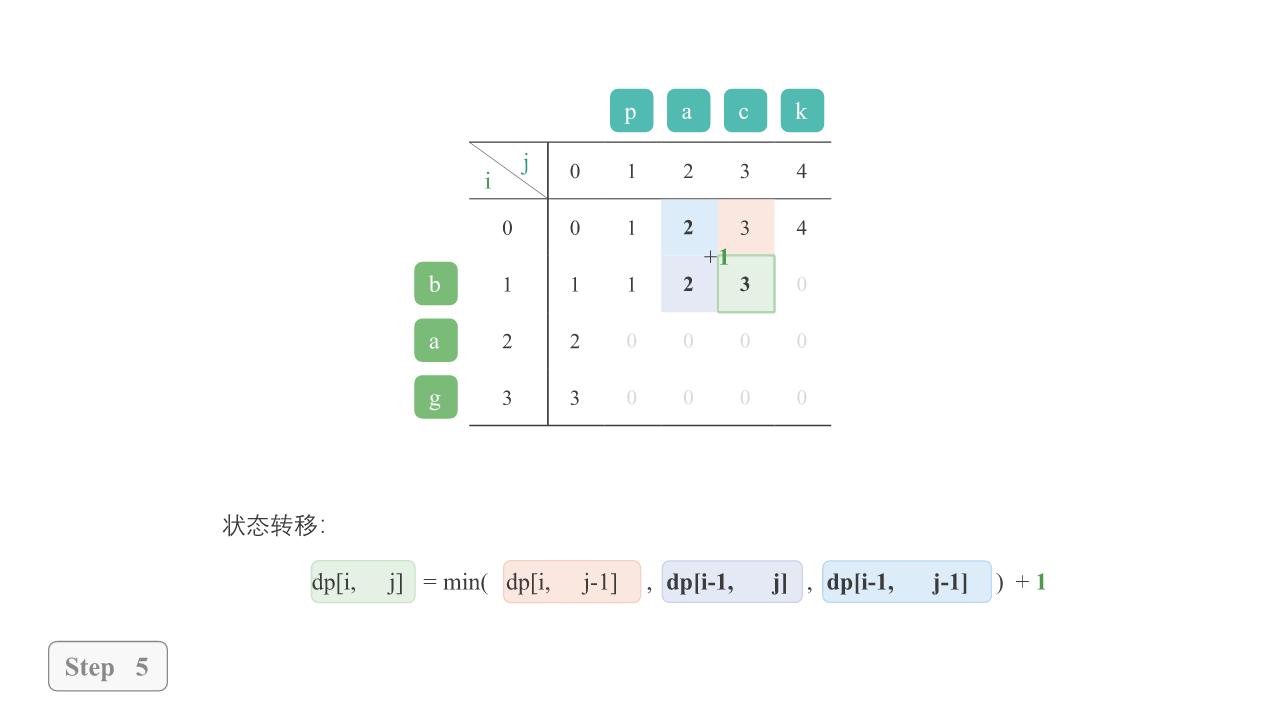 p a c k
j
i
0 1 2 3 4
0 0 1 2 3 4
+1
b 1 1 1 2 3 0
a 2 2 0 0 0 0
g 3 3 0 0 0 0
状态转移:
dp[i, j] = min( dp[i, j-1] , dp[i-1, j] , dp[i-1, j-1] ) + 1
Step 5